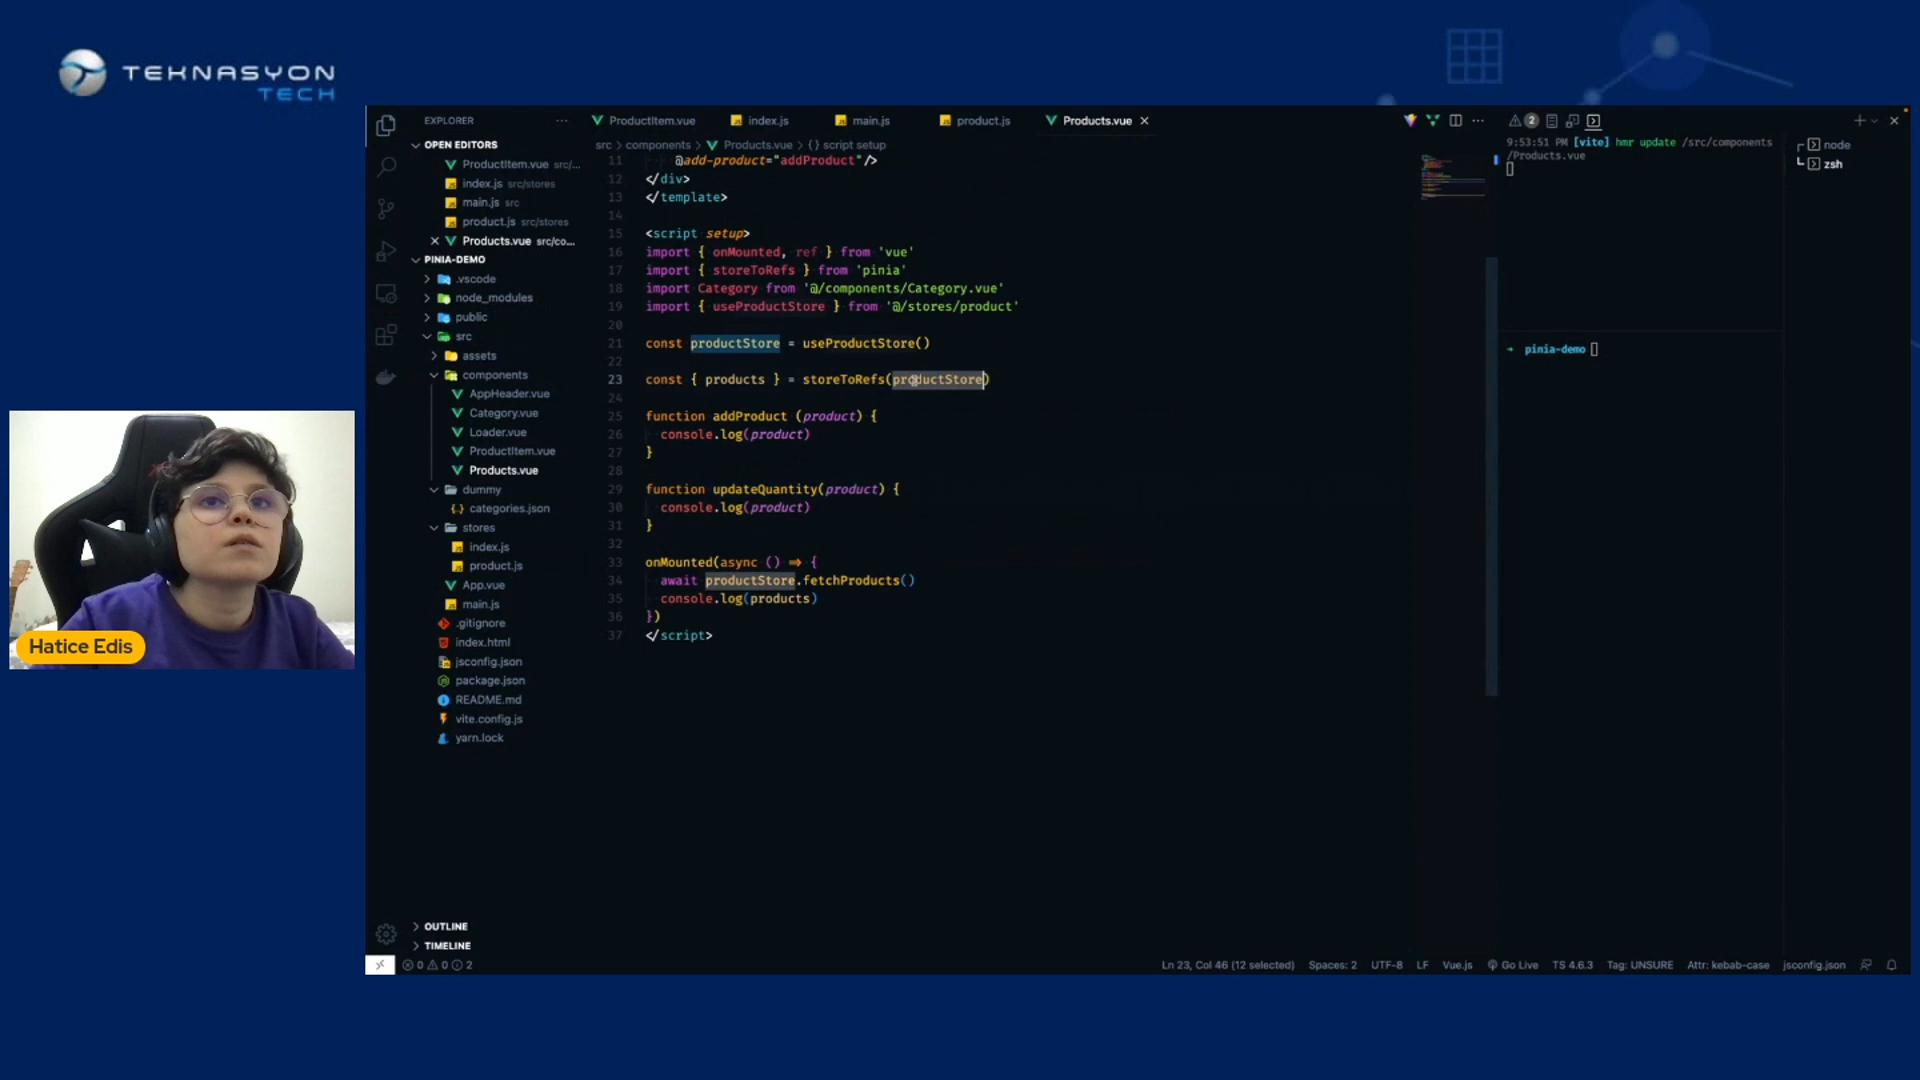 TEKNASYON
TECH
Hatice Edis
EXPLORER
OPEN EDITORS
ProductItem.vue src/...
index.js src/stores
main.js src
product.js src/stores
Products.vue src/co...
PINIA-DEMO
.vscode
node_modules
public
src
assets
components
AppHeader.vue
Category.vue
Loader.vue
ProductItem.vue
Products.vue
dummy
categories.json
stores
index.js
product.js
App.vue
main.js
.gitignore
index.html
jsconfig.json
package.json
README.md
vite.config.js
yarn.lock
OUTLINE
TIMELINE
ProductItem.vue index.js main.js product.js Products.vue
src > components > Products.vue > {} script setup
11 @add-product="addProduct"/>
12 </div>
13 </template>
14
15 <script setup>
16 import { onMounted, ref } from 'vue'
17 import { storeToRefs } from 'pinia'
18 import Category from '@/components/Category.vue'
19 import { useProductStore } from '@/stores/product'
20
21 const productStore = useProductStore()
22
23 const { products } = storeToRefs(productStore)
24
25 function addProduct (product) {
26 console.log(product)
27 }
28
29 function updateQuantity(product) {
30 console.log(product)
31 }
32
33 onMounted(async () => {
34 await productStore.fetchProducts()
35 console.log(products)
36 })
37 </script>
2
9:53:51 PM [vite] hmr update /src/components
/Products.vue
node
zsh
→ pinia-demo
0 0 2
Ln 23, Col 46 (12 selected) Spaces: 2 UTF-8 LF Vue.js Go Live TS 4.6.3 Tag: UNSURE Attr: kebab-case jsconfig.json